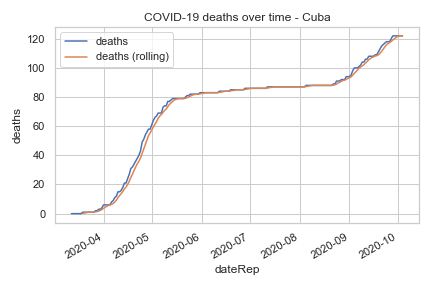 COVID-19 deaths over time - Cuba
deaths
deaths (rolling)
deaths
120
100
80
60
40
20
0
2020-04
2020-05
2020-06
2020-07
2020-08
2020-09
2020-10
dateRep